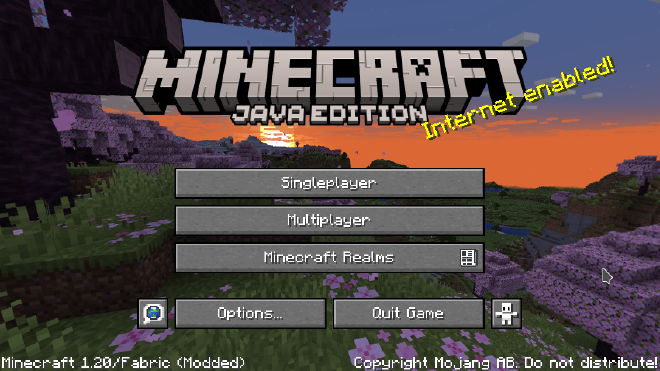 MINECRAFT
JAVA EDITION
Internet enabled!
Singleplayer
Multiplayer
Minecraft Realms
Options...
Quit Game
Minecraft 1.20/Fabric (Modded)
Copyright Mojang AB. Do not distribute!